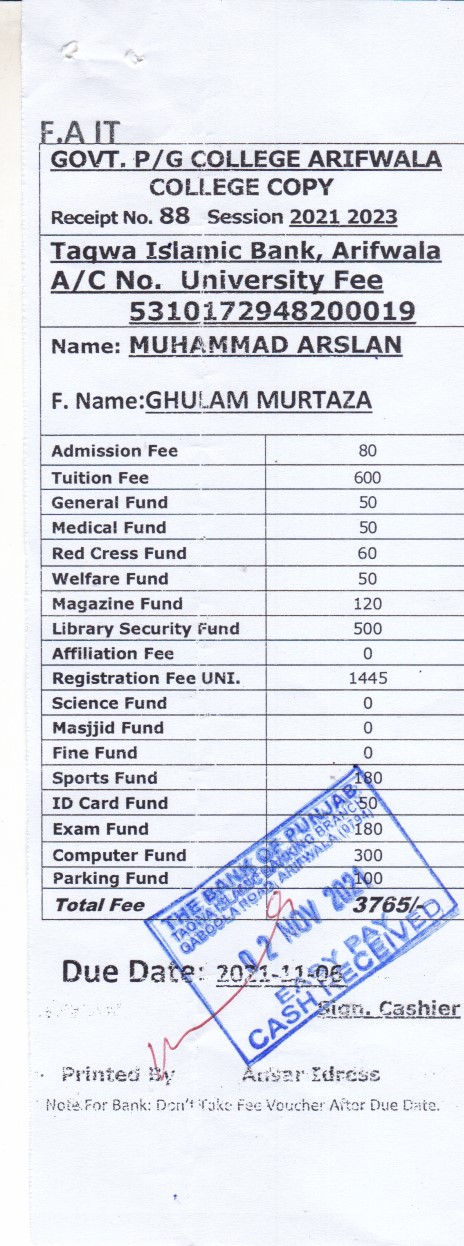 F.A IT
GOVT. P/G COLLEGE ARIFWALA
COLLEGE COPY
Receipt No. 88 Session 2021 2023
Taqwa Islamic Bank, Arifwala
A/C No. University Fee
5310172948200019
Name: MUHAMMAD ARSLAN
F. Name:GHULAM MURTAZA
Admission Fee 80
Tuition Fee 600
General Fund 50
Medical Fund 50
Red Cress Fund 60
Welfare Fund 50
Magazine Fund 120
Library Security Fund 500
Affiliation Fee 0
Registration Fee UNI. 1445
Science Fund 0
Masjjid Fund 0
Fine Fund 0
Sports Fund 180
ID Card Fund 50
Exam Fund 180
Computer Fund 300
Parking Fund 100
Total Fee 3765/-
THE BANK OF PUNJAB
TAQWA ISLAMIC BANKING BRANCH
QABOOLA ROAD ARIFWALA (0794)
02 NOV 2021
EASY PAY
CASH RECEIVED
Due Date: 2021-11-06
Sign. Cashier
Printed By Ansar Idress
Note.For Bank: Don't Take Fee Voucher After Due Date.